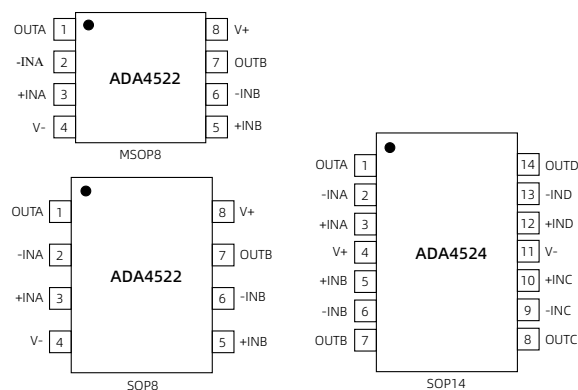 OUTA 1 8 V+
-INA 2 7 OUTB
ADA4522
+INA 3 6 -INB
V- 4 5 +INB
MSOP8
OUTA 1 8 V+
-INA 2 7 OUTB
ADA4522
+INA 3 6 -INB
V- 4 5 +INB
SOP8
OUTA 1 14 OUTD
-INA 2 13 -IND
+INA 3 12 +IND
V+ 4 ADA4524 11 V-
+INB 5 10 +INC
-INB 6 9 -INC
OUTB 7 8 OUTC
SOP14